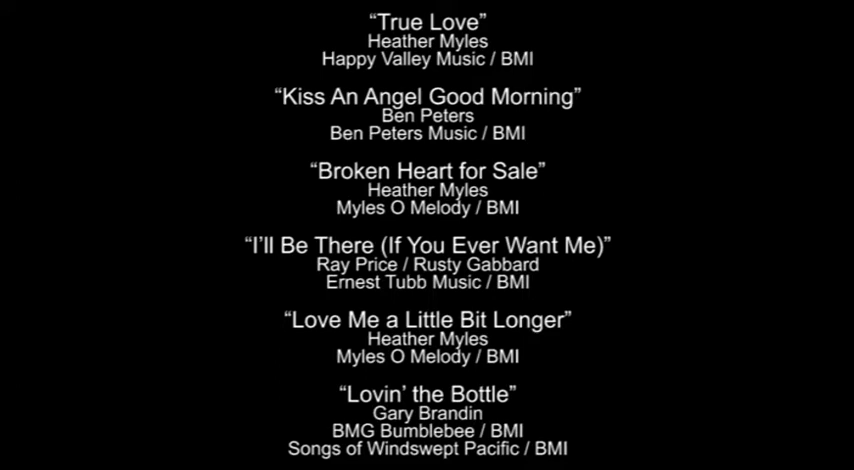 “True Love”
Heather Myles
Happy Valley Music / BMI
“Kiss An Angel Good Morning”
Ben Peters
Ben Peters Music / BMI
“Broken Heart for Sale”
Heather Myles
Myles O Melody / BMI
“I’ll Be There (If You Ever Want Me)”
Ray Price / Rusty Gabbard
Ernest Tubb Music / BMI
“Love Me a Little Bit Longer”
Heather Myles
Myles O Melody / BMI
“Lovin’ the Bottle”
Gary Brandin
BMG Bumblebee / BMI
Songs of Windswept Pacific / BMI